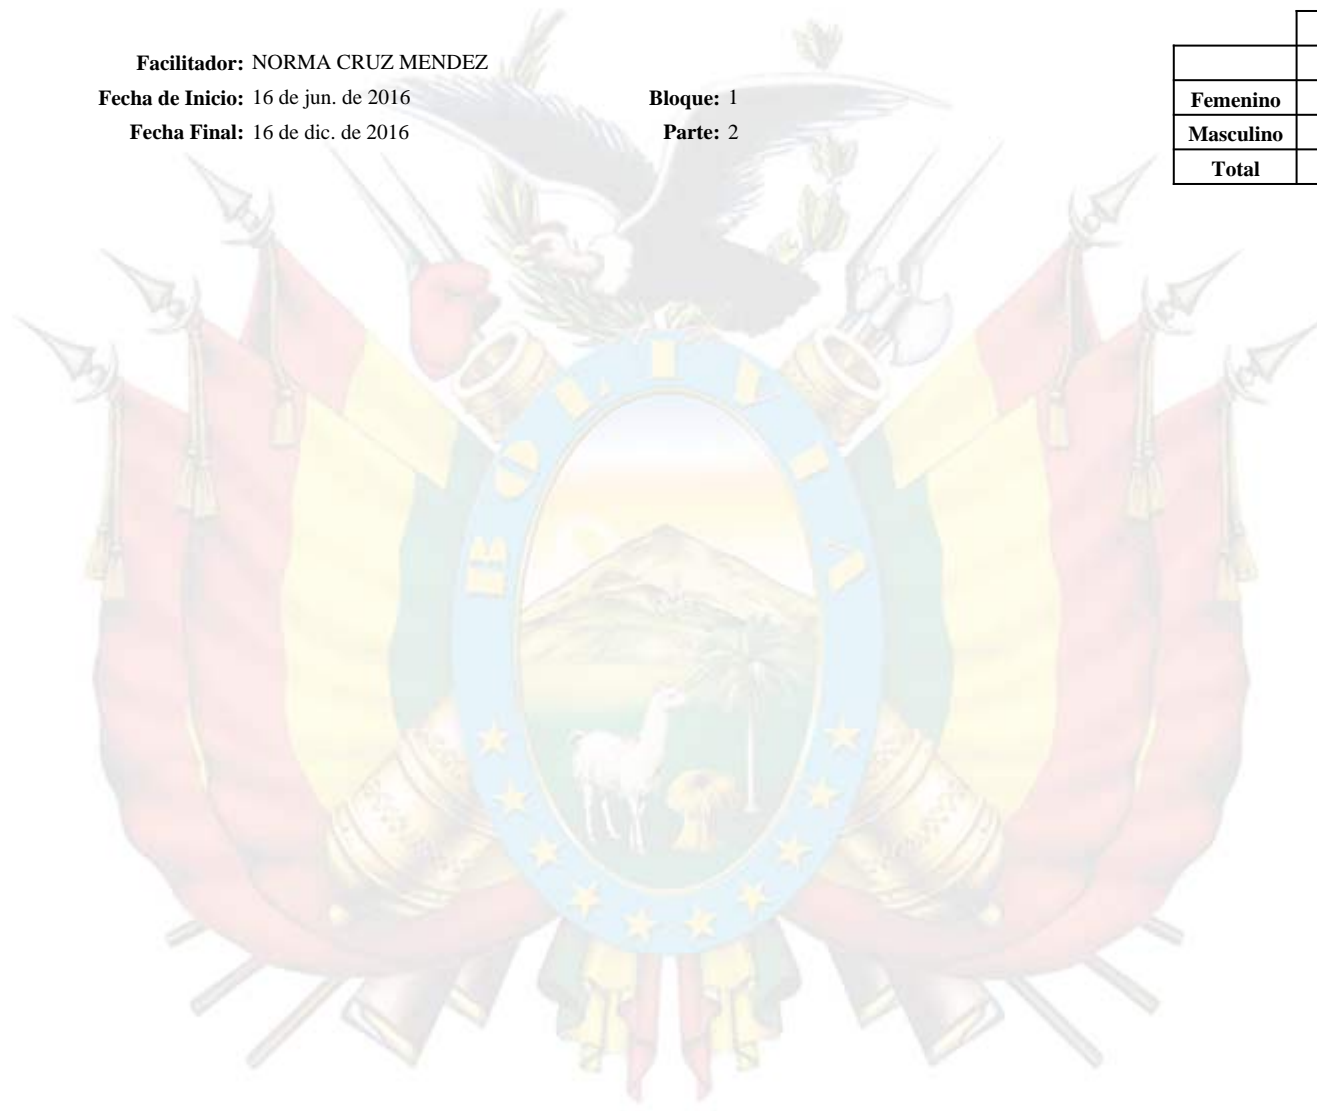 Facilitador: NORMA CRUZ MENDEZ
Fecha de Inicio: 16 de jun. de 2016 Bloque: 1
Fecha Final: 16 de dic. de 2016 Parte: 2
Femenino
Masculino
Total
BOLIVIA